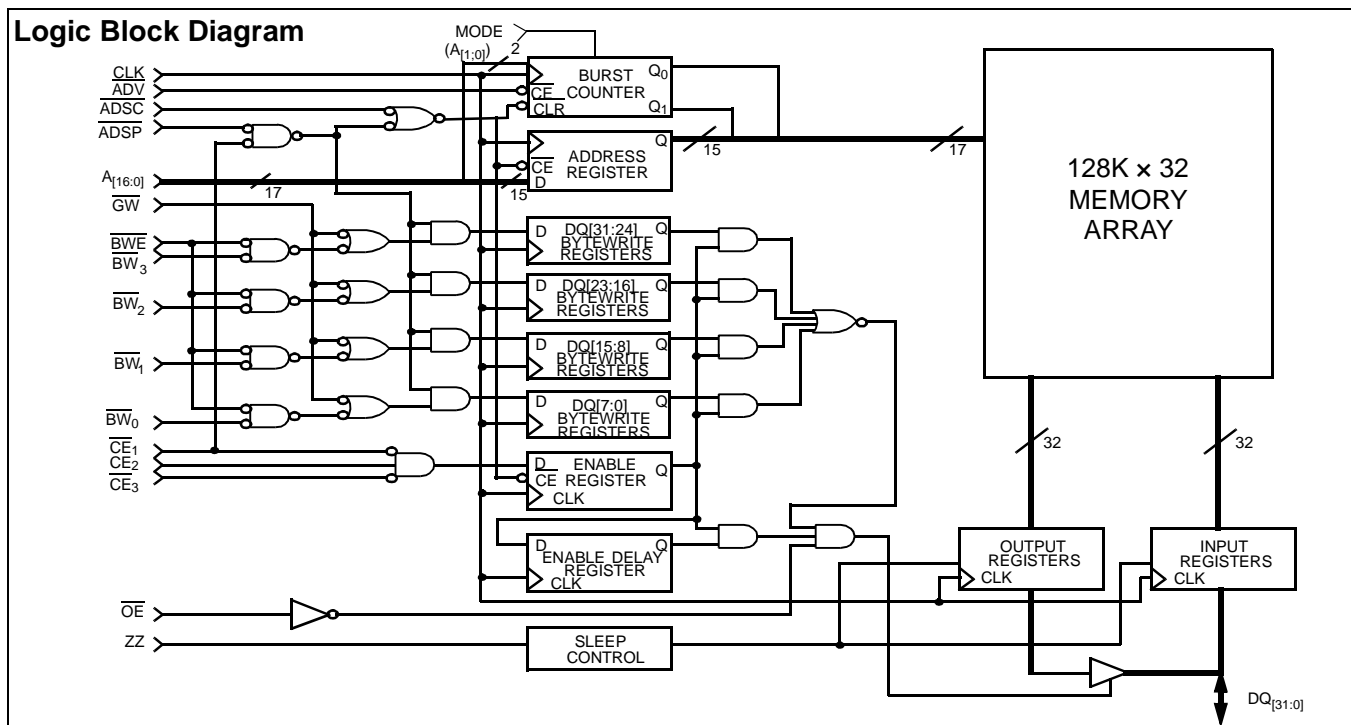 Logic Block Diagram
MODE
(A[1;0])
2
CLK
ADV
ADSC
ADSP
A[16:0]
17
GW
BWE
BW3
BW2
BW1
BW0
CE1
CE2
CE3
OE
ZZ
BURST
COUNTER
CE
CLR
Q0
Q1
ADDRESS
REGISTER
CE
D
Q
15
15
17
128K × 32
MEMORY
ARRAY
D
DQ[31:24]
BYTEWRITE
REGISTERS
Q
D
DQ[23:16]
BYTEWRITE
REGISTERS
Q
D
DQ[15:8]
BYTEWRITE
REGISTERS
Q
D
DQ[7:0]
BYTEWRITE
REGISTERS
Q
D
ENABLE
REGISTER
CE
CLK
Q
D
ENABLE DELAY
REGISTER
CLK
Q
SLEEP
CONTROL
32
32
OUTPUT
REGISTERS
CLK
INPUT
REGISTERS
CLK
DQ[31:0]